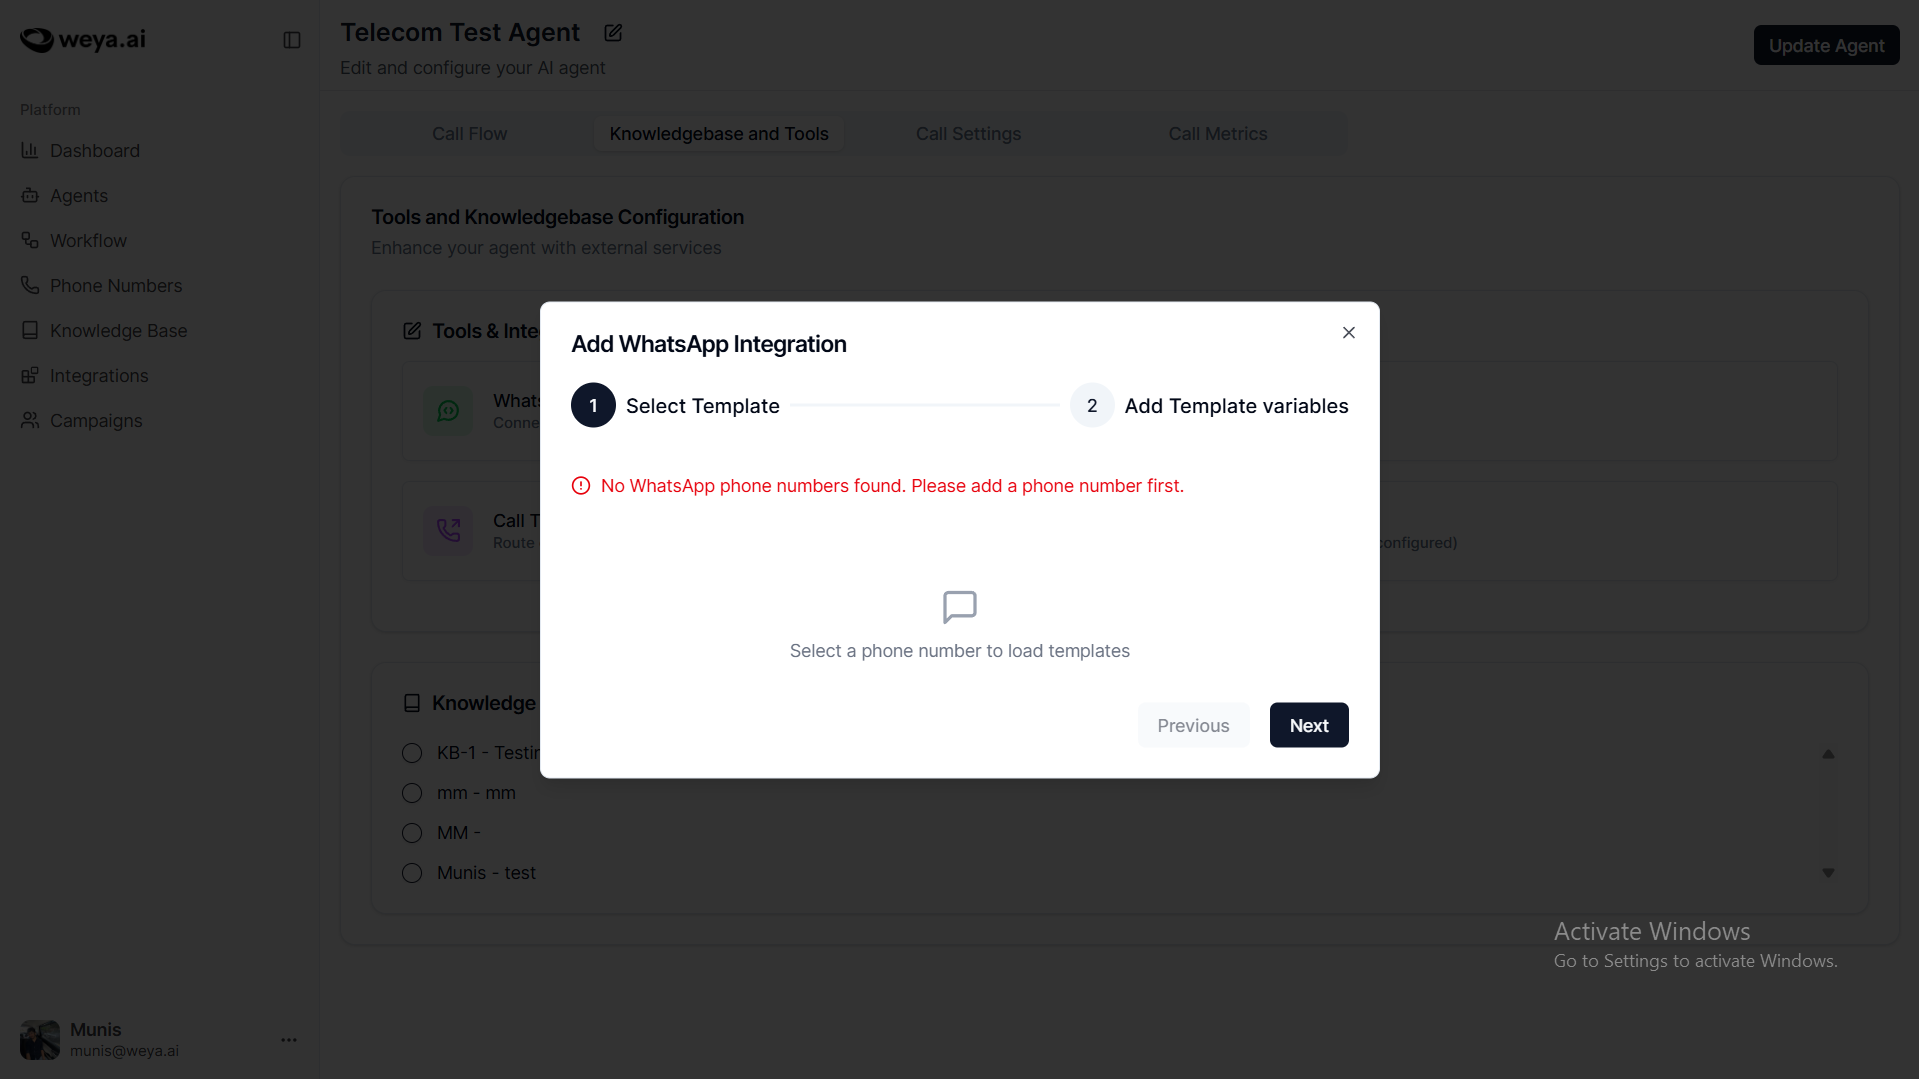 weya.ai
Telecom Test Agent
Edit and configure your AI agent
Update Agent
Platform
Dashboard
Agents
Workflow
Phone Numbers
Knowledge Base
Integrations
Campaigns
Call Flow
Knowledgebase and Tools
Call Settings
Call Metrics
Tools and Knowledgebase Configuration
Enhance your agent with external services
Tools & Inte
What
Conne
Call T
Route
configured)
Add WhatsApp Integration
1 Select Template
2 Add Template variables
No WhatsApp phone numbers found. Please add a phone number first.
Select a phone number to load templates
Previous
Next
Knowledge
KB-1 - Testin
mm - mm
MM -
Munis - test
Activate Windows
Go to Settings to activate Windows.
Munis
munis@weya.ai